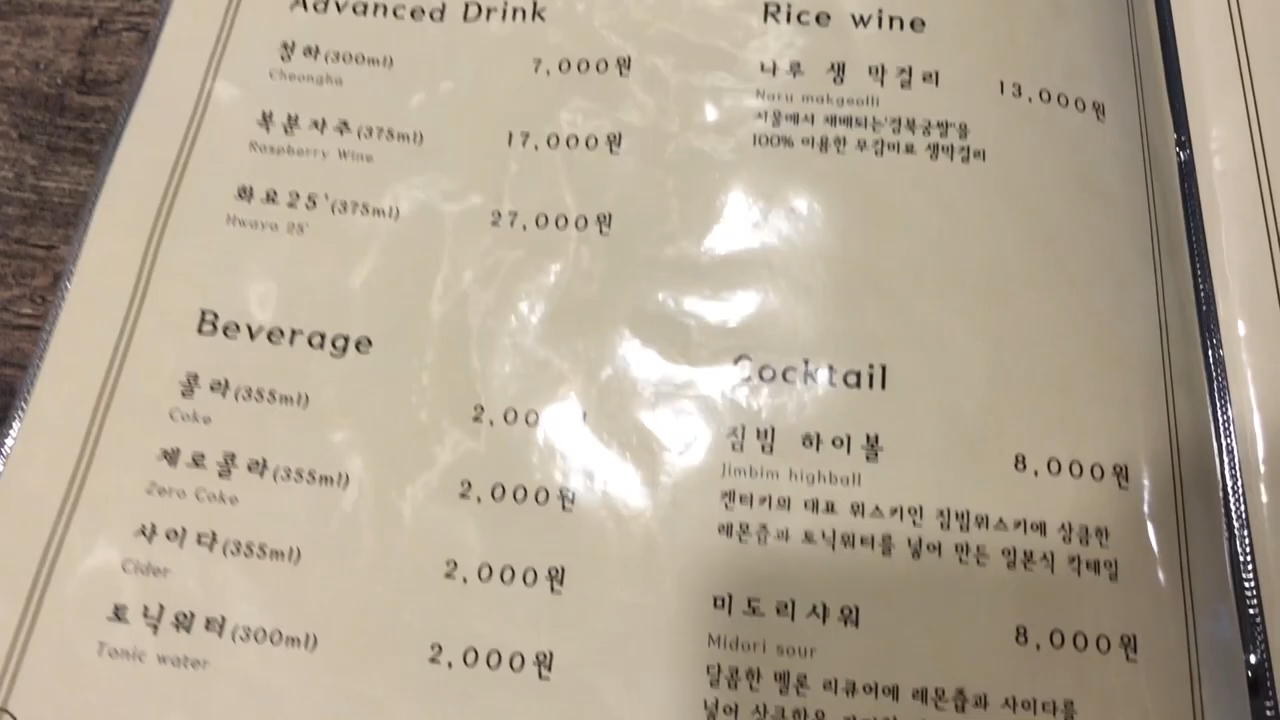 Advanced Drink
청하(300ml) 7,000원
Cheongha
복분자주(375ml) 17,000원
Raspberry Wine
화요25'(375ml) 27,000원
Hwayo 25'
Beverage
콜라(355ml) 2,00
Coke
제로콜라(355ml) 2,000원
Zero Coke
사이다(355ml) 2,000원
Cider
토닉워터(300ml) 2,000원
Tonic water
Rice wine
나루 생 막걸리 13,000원
Naru makgeolli
서울에서 재배되는"경복궁쌀"을
100% 이용한 무감미료 생막걸리
Cocktail
짐빔 하이볼 8,000원
Jimbim highball
켄터키의 대표 위스키인 짐빔위스키에 상큼한
레몬즙과 토닉워터를 넣어 만든 일본식 칵테일
미도리샤워 8,000원
Midori sour
달콤한 멜론 리큐어에 레몬즙과 사이다를
넣어